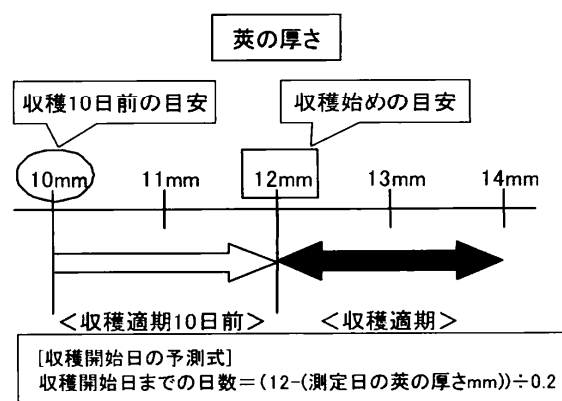 莢の厚さ
収穫10日前の目安
収穫始めの目安
10mm 11mm 12mm 13mm 14mm
＜収穫適期10日前＞ ＜収穫適期＞
[収穫開始日の予測式]
収穫開始日までの日数＝(12-(測定日の莢の厚さmm))÷0.2